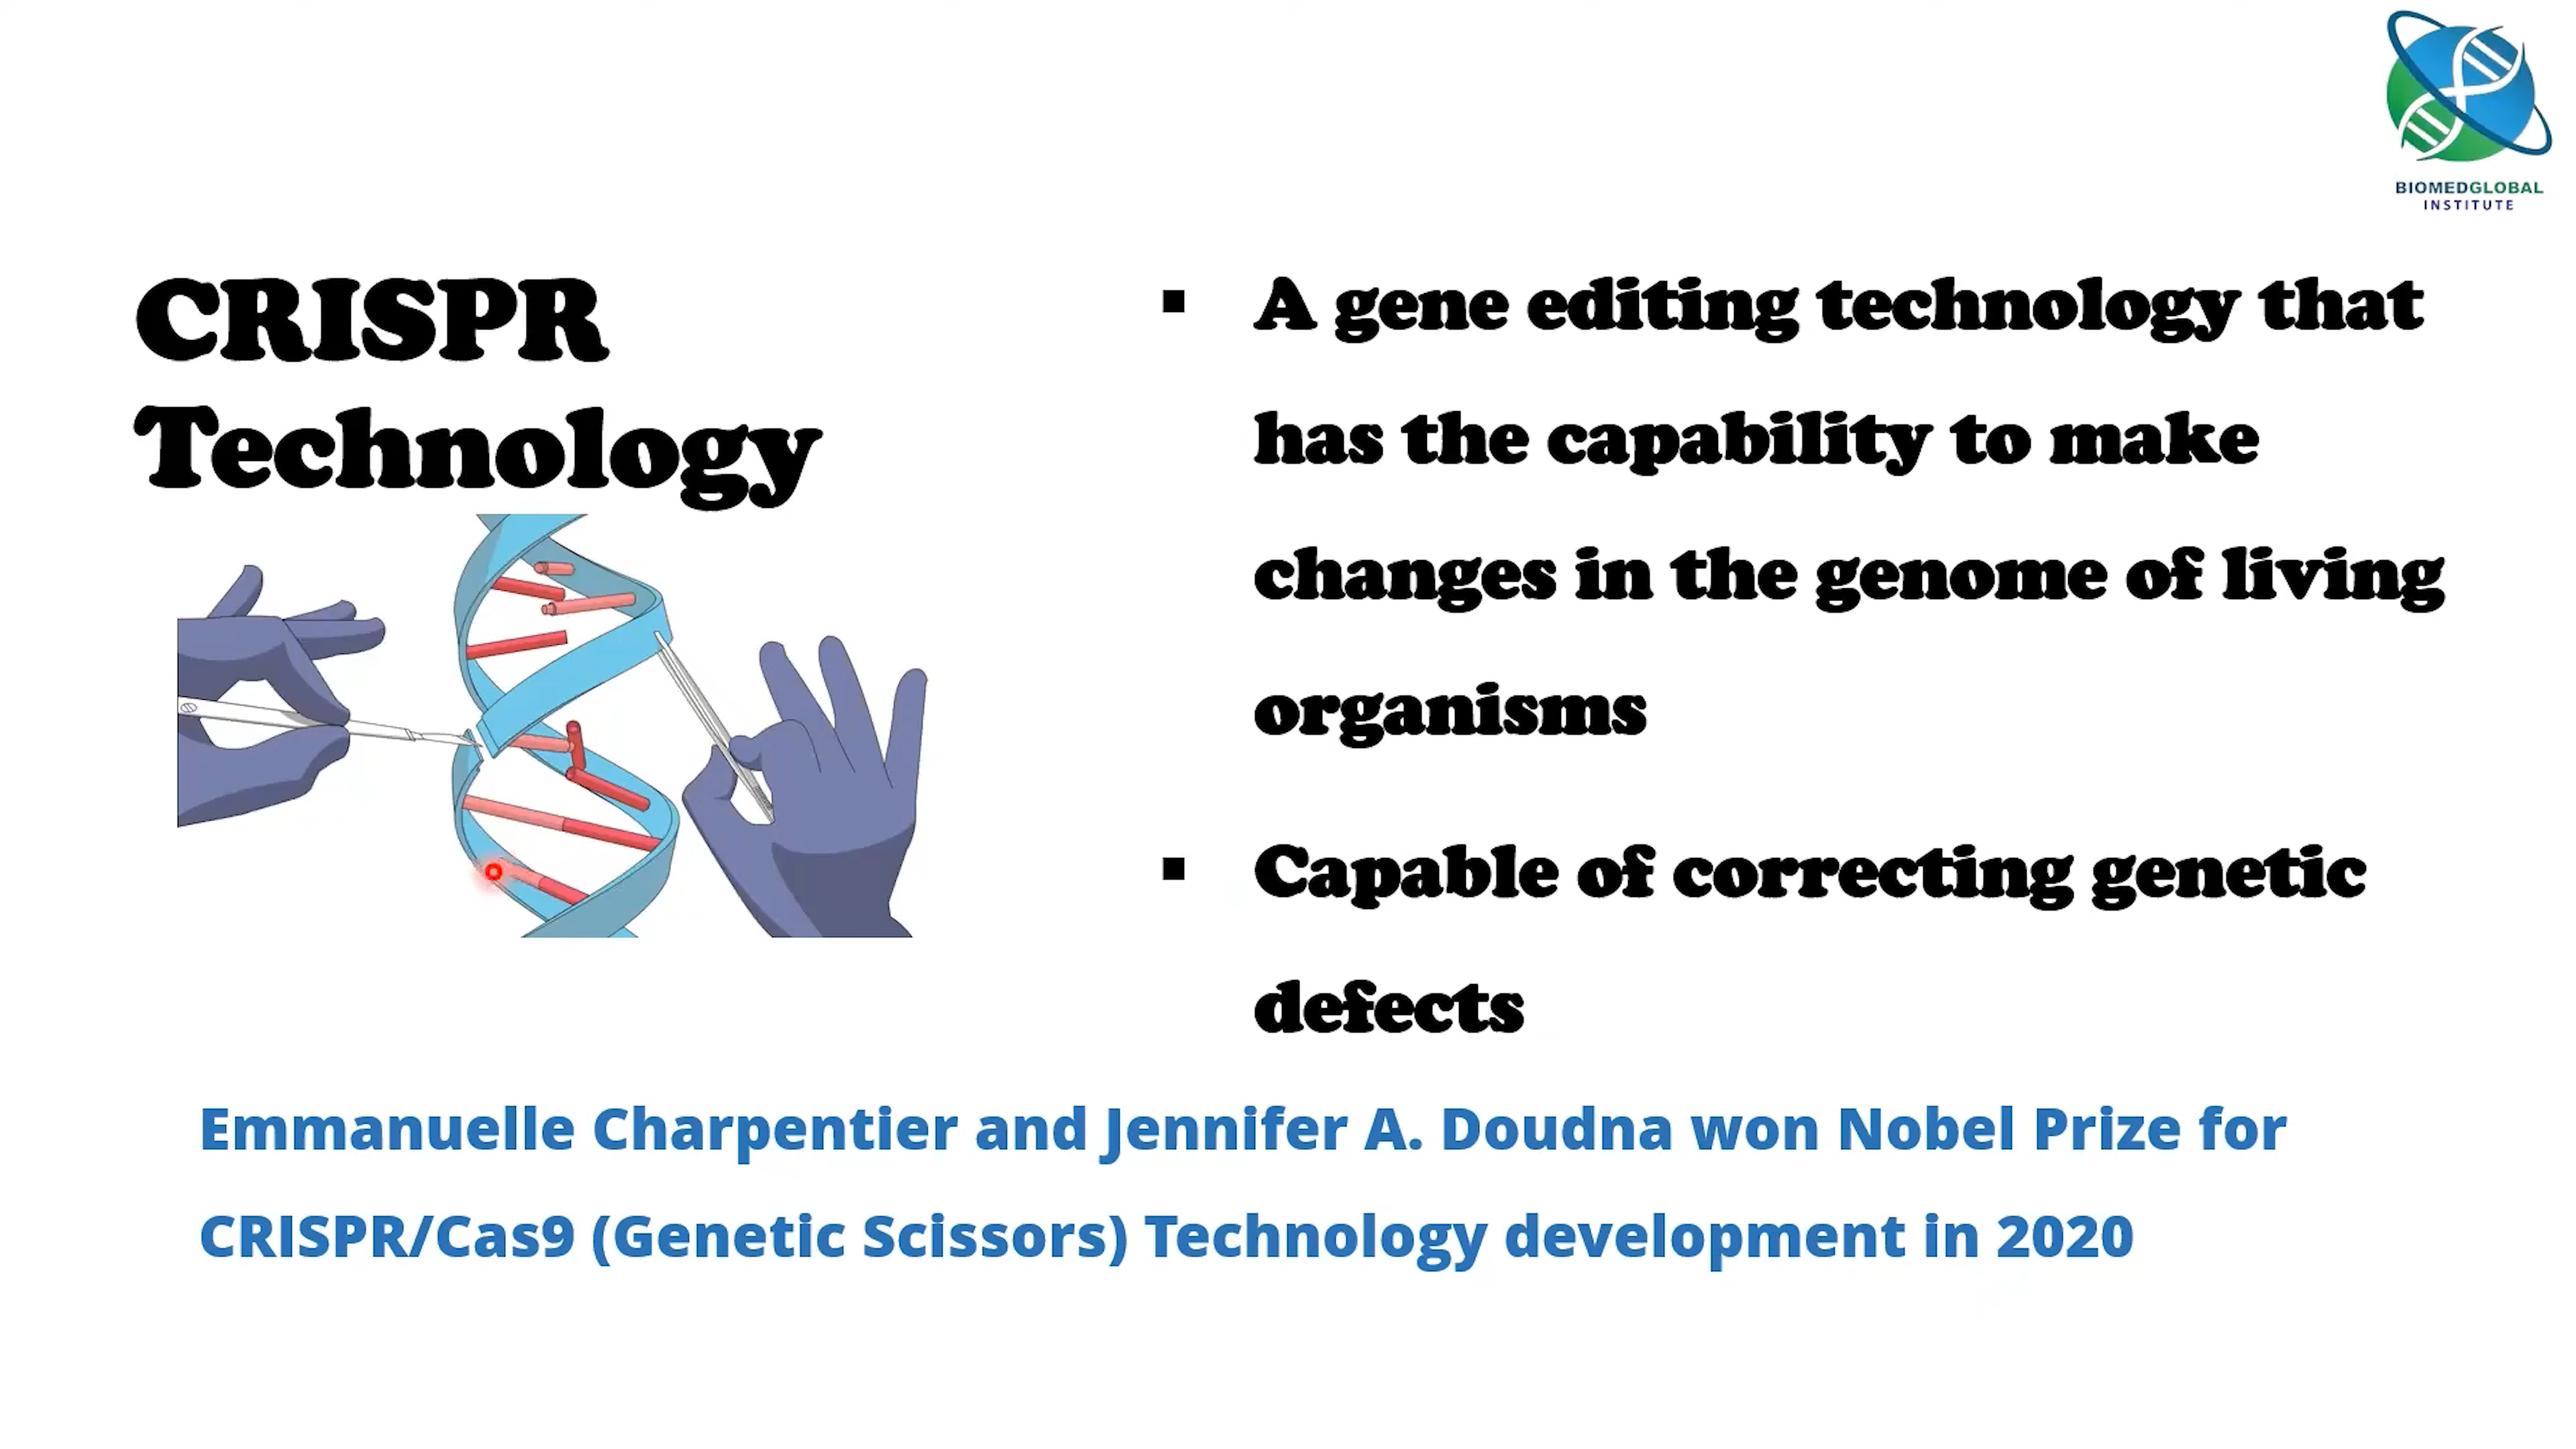 BIOMEDGLOBAL
INSTITUTE
CRISPR
Technology
▪ A gene editing technology that
has the capability to make
changes in the genome of living
organisms
▪ Capable of correcting genetic
defects
Emmanuelle Charpentier and Jennifer A. Doudna won Nobel Prize for
CRISPR/Cas9 (Genetic Scissors) Technology development in 2020